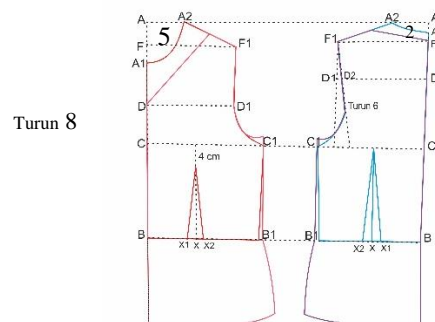 A A2 A2 A
F 5 F1 F1 2 A
A1
D1 D2 D
D D1 Turun 6
Turun 8
C 4 cm C1 C C
B B1 B1 B
X1 X X2 X2 X X1